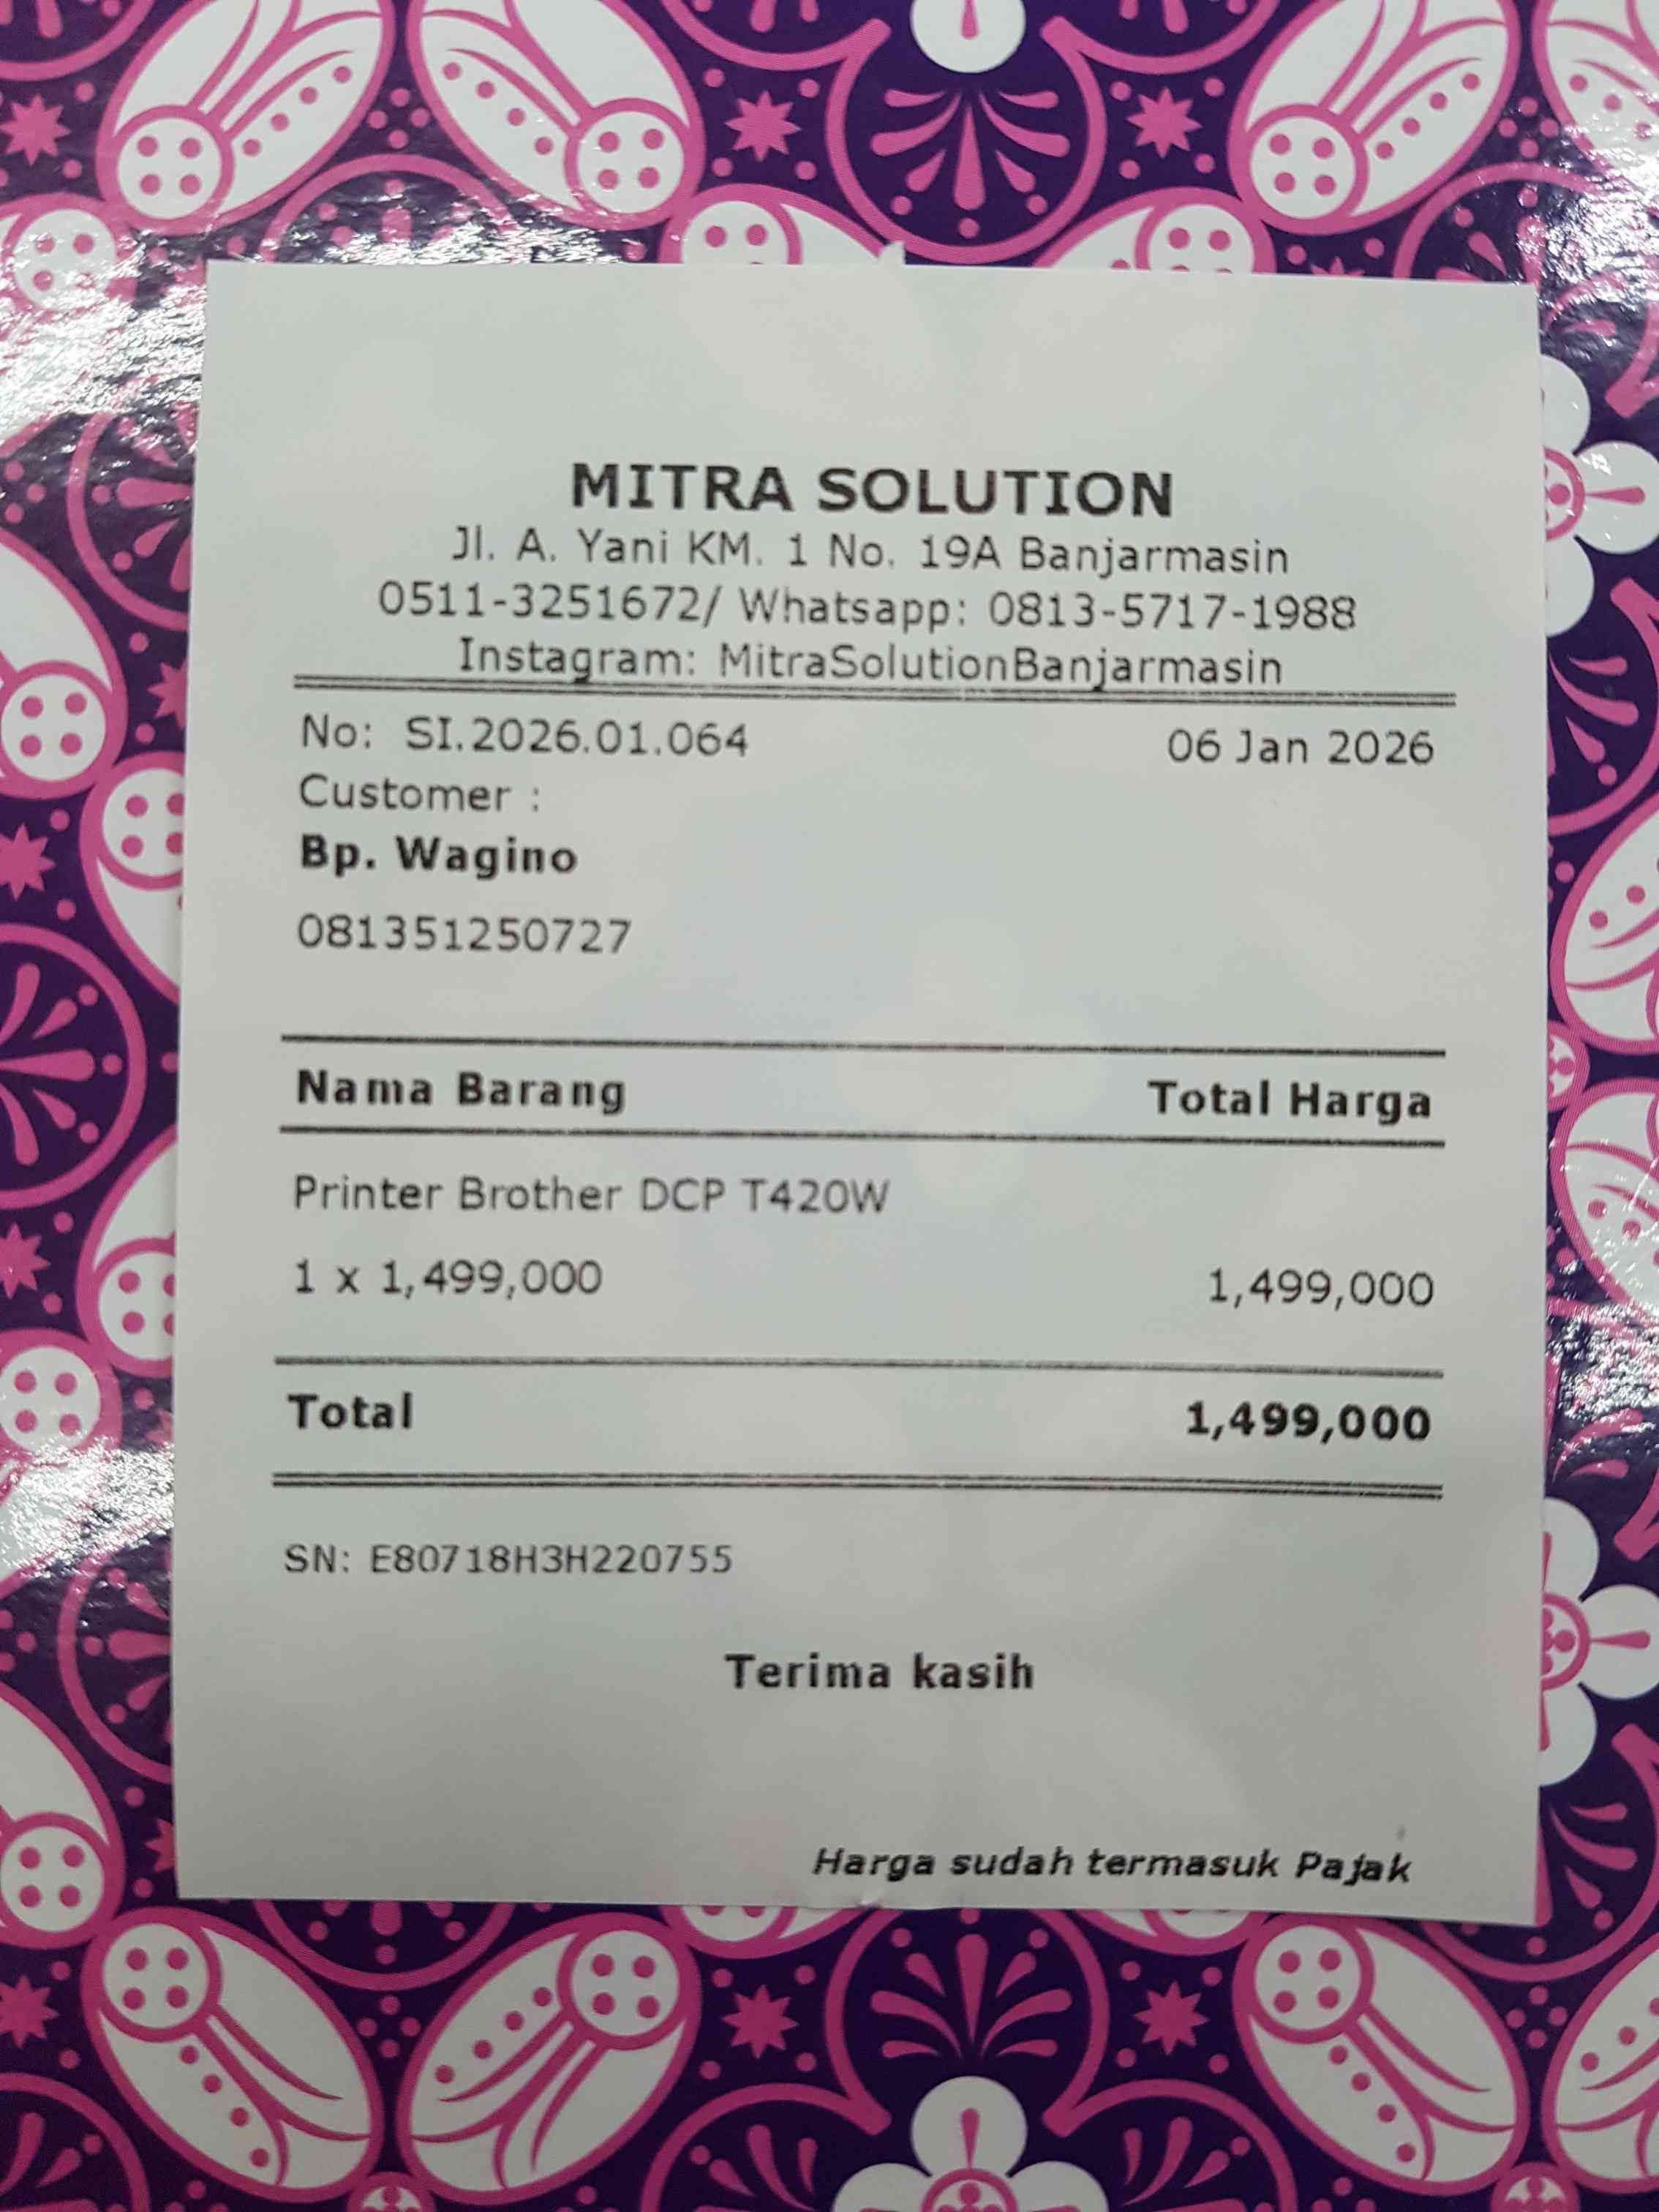 MITRA SOLUTION
Jl. A. Yani KM. 1 No. 19A Banjarmasin
0511-3251672/ Whatsapp: 0813-5717-1988
Instagram: MitraSolutionBanjarmasin
No: SI.2026.01.064 06 Jan 2026
Customer :
Bp. Wagino
081351250727
Nama Barang Total Harga
Printer Brother DCP T420W
1 x 1,499,000 1,499,000
Total 1,499,000
SN: E80718H3H220755
Terima kasih
Harga sudah termasuk Pajak